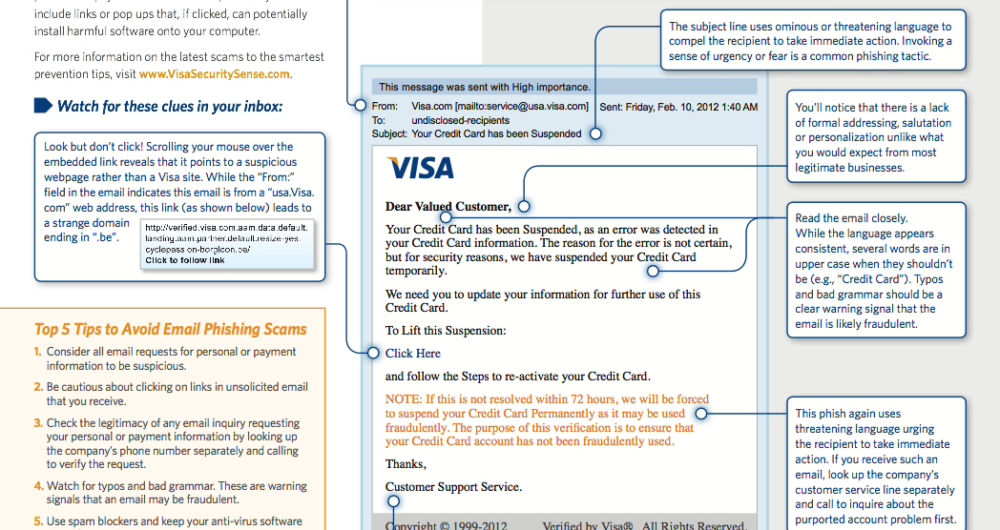 include links or pop ups that, if clicked, can potentially
install harmful software onto your computer.
For more information on the latest scams to the smartest
prevention tips, visit www.VisaSecuritySense.com.
Watch for these clues in your inbox:
Look but don't click! Scrolling your mouse over the
embedded link reveals that it points to a suspicious
webpage rather than a Visa site. While the "From:"
field in the email indicates this email is from a "usa.Visa.
com" web address, this link (as shown below) leads to
a strange domain
ending in ".be".
http://verified.visa.com.aam.data.default.
landing.aam.partner.default.resize-yes.
Click to follow link
Top 5 Tips to Avoid Email Phishing Scams
1. Consider all email requests for personal or payment
information to be suspicious.
2. Be cautious about clicking on links in unsolicited email
that you receive.
3. Check the legitimacy of any email inquiry requesting
your personal or payment information by looking up
the company's phone number separately and calling
to verify the request.
4. Watch for typos and bad grammar. These are warning
signals that an email may be fraudulent.
5. Use spam blockers and keep your anti-virus software
This message was sent with High importance.
From: Visa.com [mailto:service@usa.visa.com] Sent: Friday, Feb. 10, 2012 1:40 AM
To: undisclosed-recipients
Subject: Your Credit Card has been Suspended
VISA
Dear Valued Customer,
Your Credit Card has been Suspended, as an error was detected in
your Credit Card information. The reason for the error is not certain,
but for security reasons, we have suspended your Credit Card
temporarily.
We need you to update your information for further use of this
Credit Card.
To Lift this Suspension:
Click Here
and follow the Steps to re-activate your Credit Card.
NOTE: If this is not resolved within 72 hours, we will be forced
to suspend your Credit Card Permanently as it may be used
fraudulently. The purpose of this verification is to ensure that
your Credit Card account has not been fraudulently used.
Thanks,
Customer Support Service.
Copyright © 1999-2012 Verified by Visa® All Rights Reserved.
The subject line uses ominous or threatening language to
compel the recipient to take immediate action. Invoking a
sense of urgency or fear is a common phishing tactic.
You'll notice that there is a lack
of formal addressing, salutation
or personalization unlike what
you would expect from most
legitimate businesses.
Read the email closely.
While the language appears
consistent, several words are in
upper case when they shouldn't
be (e.g., "Credit Card"). Typos
and bad grammar should be a
clear warning signal that the
email is likely fraudulent.
This phish again uses
threatening language urging
the recipient to take immediate
action. If you receive such an
email, look up the company's
customer service line separately
and call to inquire about the
purported account problem first.